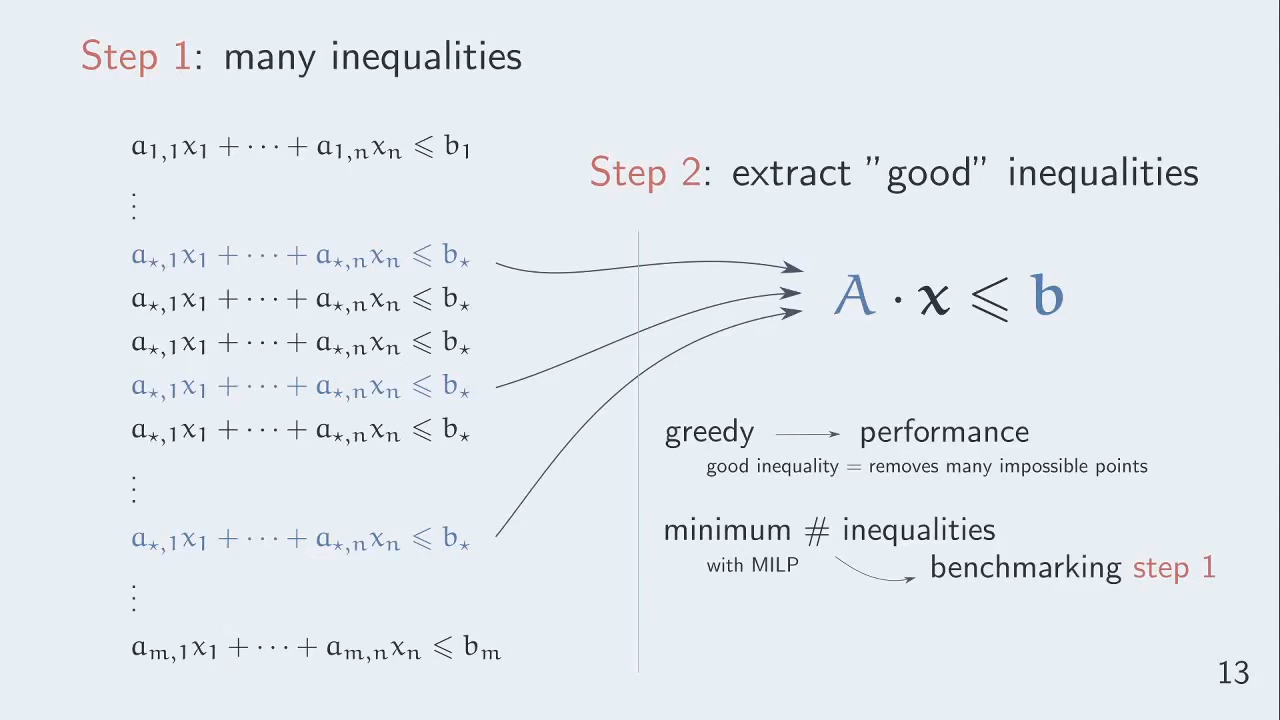 Step 1: many inequalities
a₁,₁x₁ + ··· + a₁,ₙxₙ ⩽ b₁
⋮
a⋆,₁x₁ + ··· + a⋆,ₙxₙ ⩽ b⋆
a⋆,₁x₁ + ··· + a⋆,ₙxₙ ⩽ b⋆
a⋆,₁x₁ + ··· + a⋆,ₙxₙ ⩽ b⋆
a⋆,₁x₁ + ··· + a⋆,ₙxₙ ⩽ b⋆
a⋆,₁x₁ + ··· + a⋆,ₙxₙ ⩽ b⋆
⋮
a⋆,₁x₁ + ··· + a⋆,ₙxₙ ⩽ b⋆
⋮
aₘ,₁x₁ + ··· + aₘ,ₙxₙ ⩽ bₘ
Step 2: extract "good" inequalities
A · x ⩽ b
greedy → performance
good inequality = removes many impossible points
minimum # inequalities
with MILP
benchmarking step 1
13